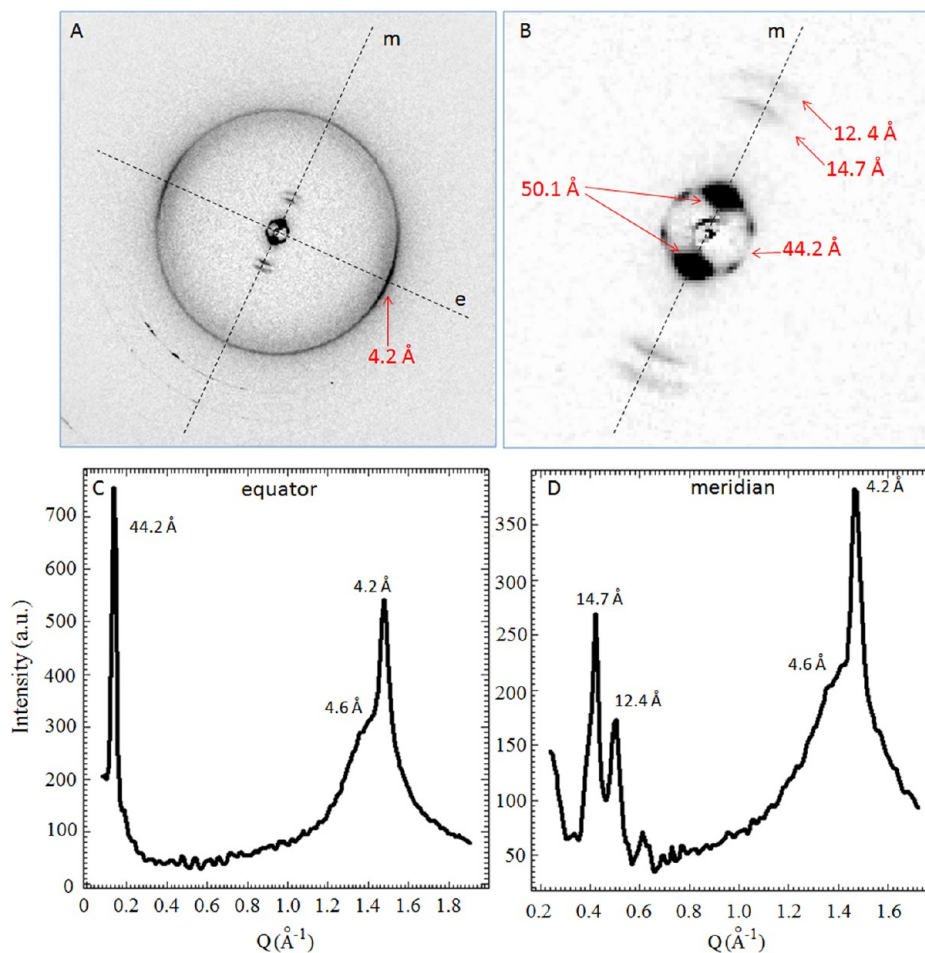 A
m
e
4.2 Å
B
m
12. 4 Å
14.7 Å
50.1 Å
44.2 Å
C
equator
44.2 Å
4.2 Å
4.6 Å
Intensity (a.u.)
700
600
500
400
300
200
100
0
0
0.2
0.4
0.6
0.8
1.0
1.2
1.4
1.6
1.8
Q (Å⁻¹)
D
meridian
4.2 Å
14.7 Å
12.4 Å
4.6 Å
350
300
250
200
150
100
50
0.2
0.4
0.6
0.8
1.0
1.2
1.4
1.6
Q (Å⁻¹)